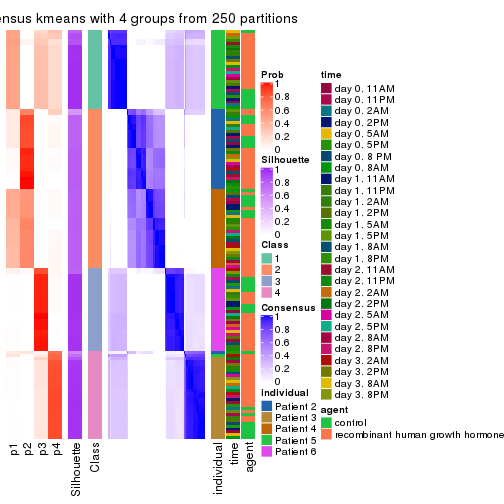 ensus kmeans with 4 groups from 250 partitions
p1
p2
p3
p4
Silhouette
Class
individual
time
agent
Prob
1
0.8
0.6
0.4
0.2
0
Silhouette
1
0.8
0.6
0.4
0.2
0
Class
1
2
3
4
Consensus
1
0.8
0.6
0.4
0.2
0
individual
Patient 2
Patient 3
Patient 4
Patient 5
Patient 6
time
day 0. 11AM
day 0. 11PM
day 0. 2AM
day 0. 2PM
day 0. 5AM
day 0. 5PM
day 0. 8 PM
day 0. 8AM
day 1. 11AM
day 1. 11PM
day 1. 2AM
day 1. 2PM
day 1. 5AM
day 1. 5PM
day 1. 8AM
day 1. 8PM
day 2. 11AM
day 2. 11PM
day 2. 2AM
day 2. 2PM
day 2. 5AM
day 2. 5PM
day 2. 8AM
day 2. 8PM
day 3. 2AM
day 3. 2PM
day 3. 8AM
day 3. 8PM
agent
control
recombinant human growth hormone